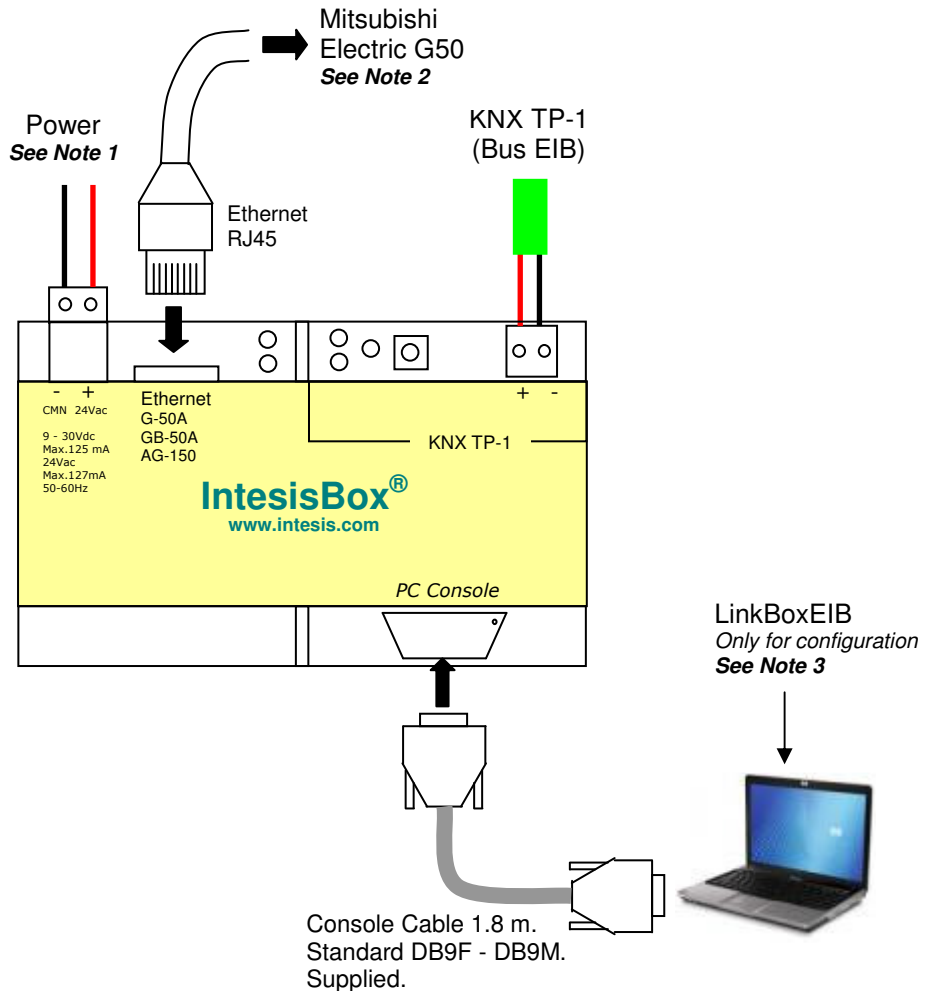 Mitsubishi
Electric G50
See Note 2
Power
See Note 1
KNX TP-1
(Bus EIB)
Ethernet
RJ45
- +
CMN 24Vac
9 - 30Vdc
Max.125 mA
24Vac
Max.127mA
50-60Hz
Ethernet
G-50A
GB-50A
AG-150
+ -
KNX TP-1
IntesisBox®
www.intesis.com
PC Console
LinkBoxEIB
Only for configuration
See Note 3
Console Cable 1.8 m.
Standard DB9F - DB9M.
Supplied.